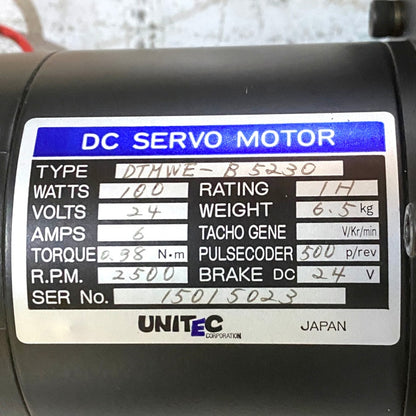 DC SERVO MOTOR
TYPE DTMWE-B5230
WATTS 100 RATING 1H
VOLTS 24 WEIGHT 6.5 kg
AMPS 6 TACHO GENE V/Kr/min
TORQUE 0.98 N·m PULSECODER 500 p/rev
R.P.M. 2500 BRAKE DC 24 V
SER No. 15015023
UNITEC CORPORATION JAPAN